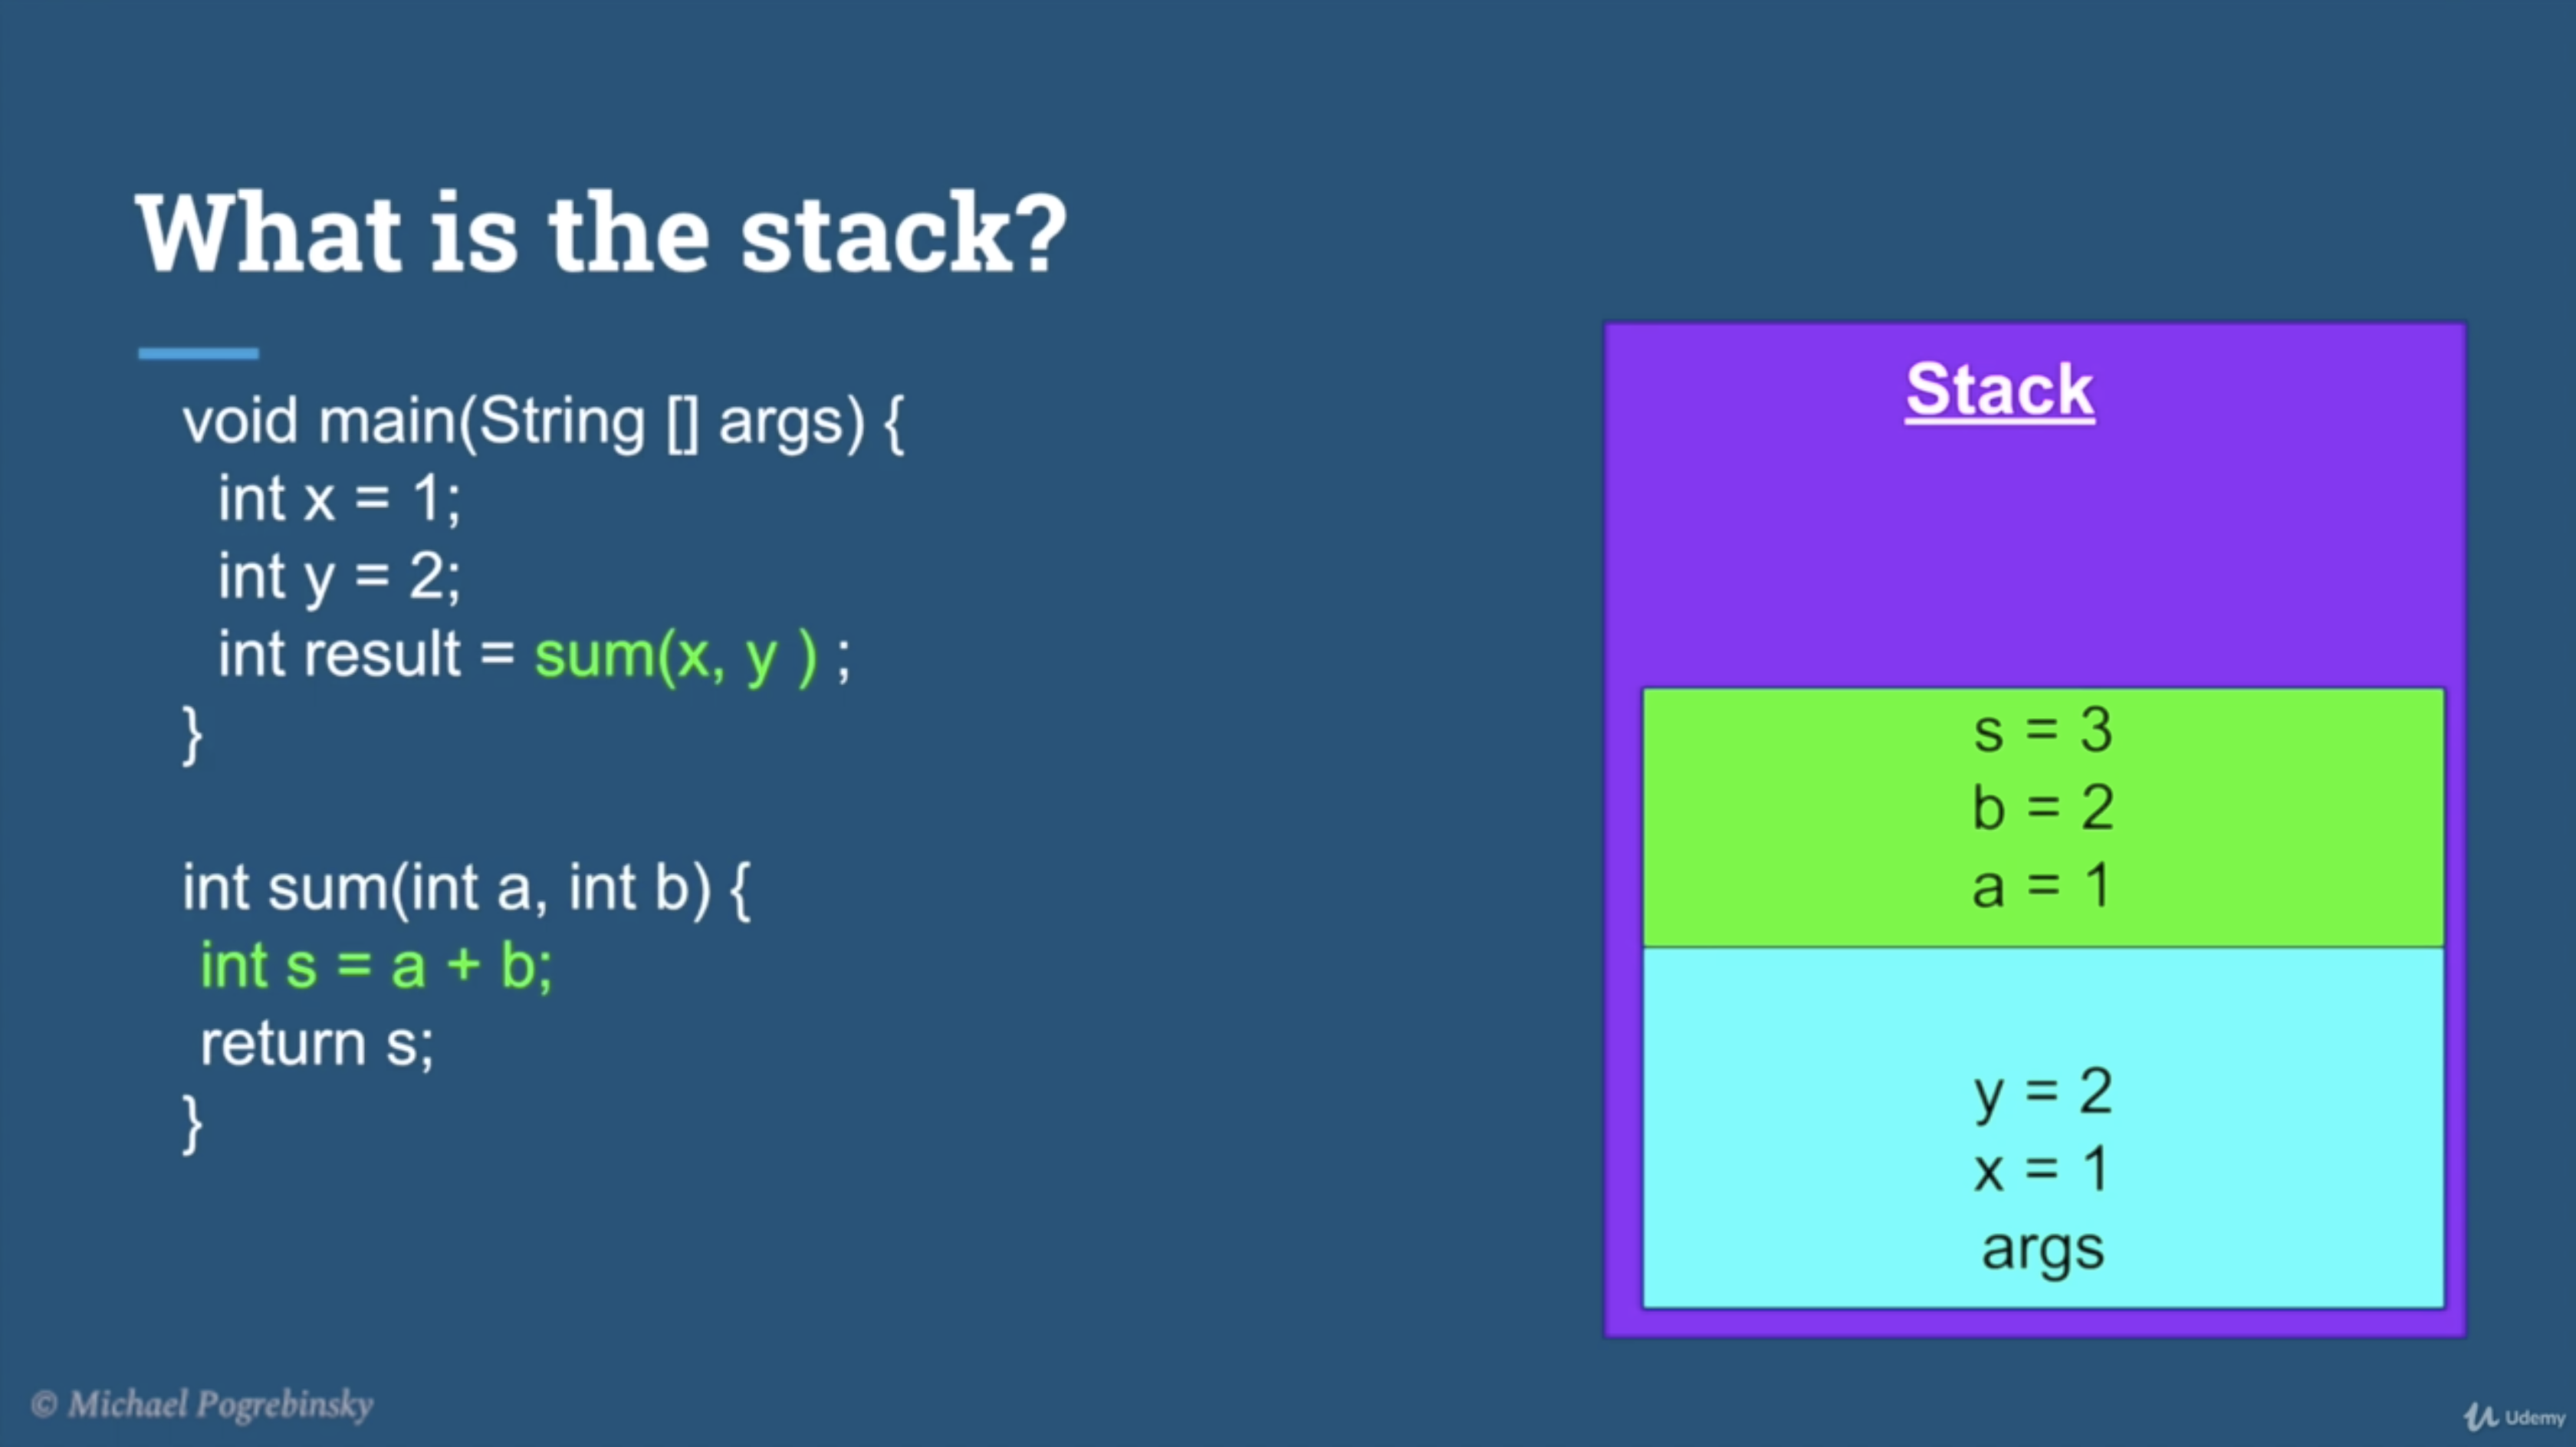 What is the stack?
void main(String [] args) {
int x = 1;
int y = 2;
int result = sum(x, y ) ;
}
int sum(int a, int b) {
int s = a + b;
return s;
}
Stack
s = 3
b = 2
a = 1
y = 2
x = 1
args
© Michael Pogrebinsky
Udemy